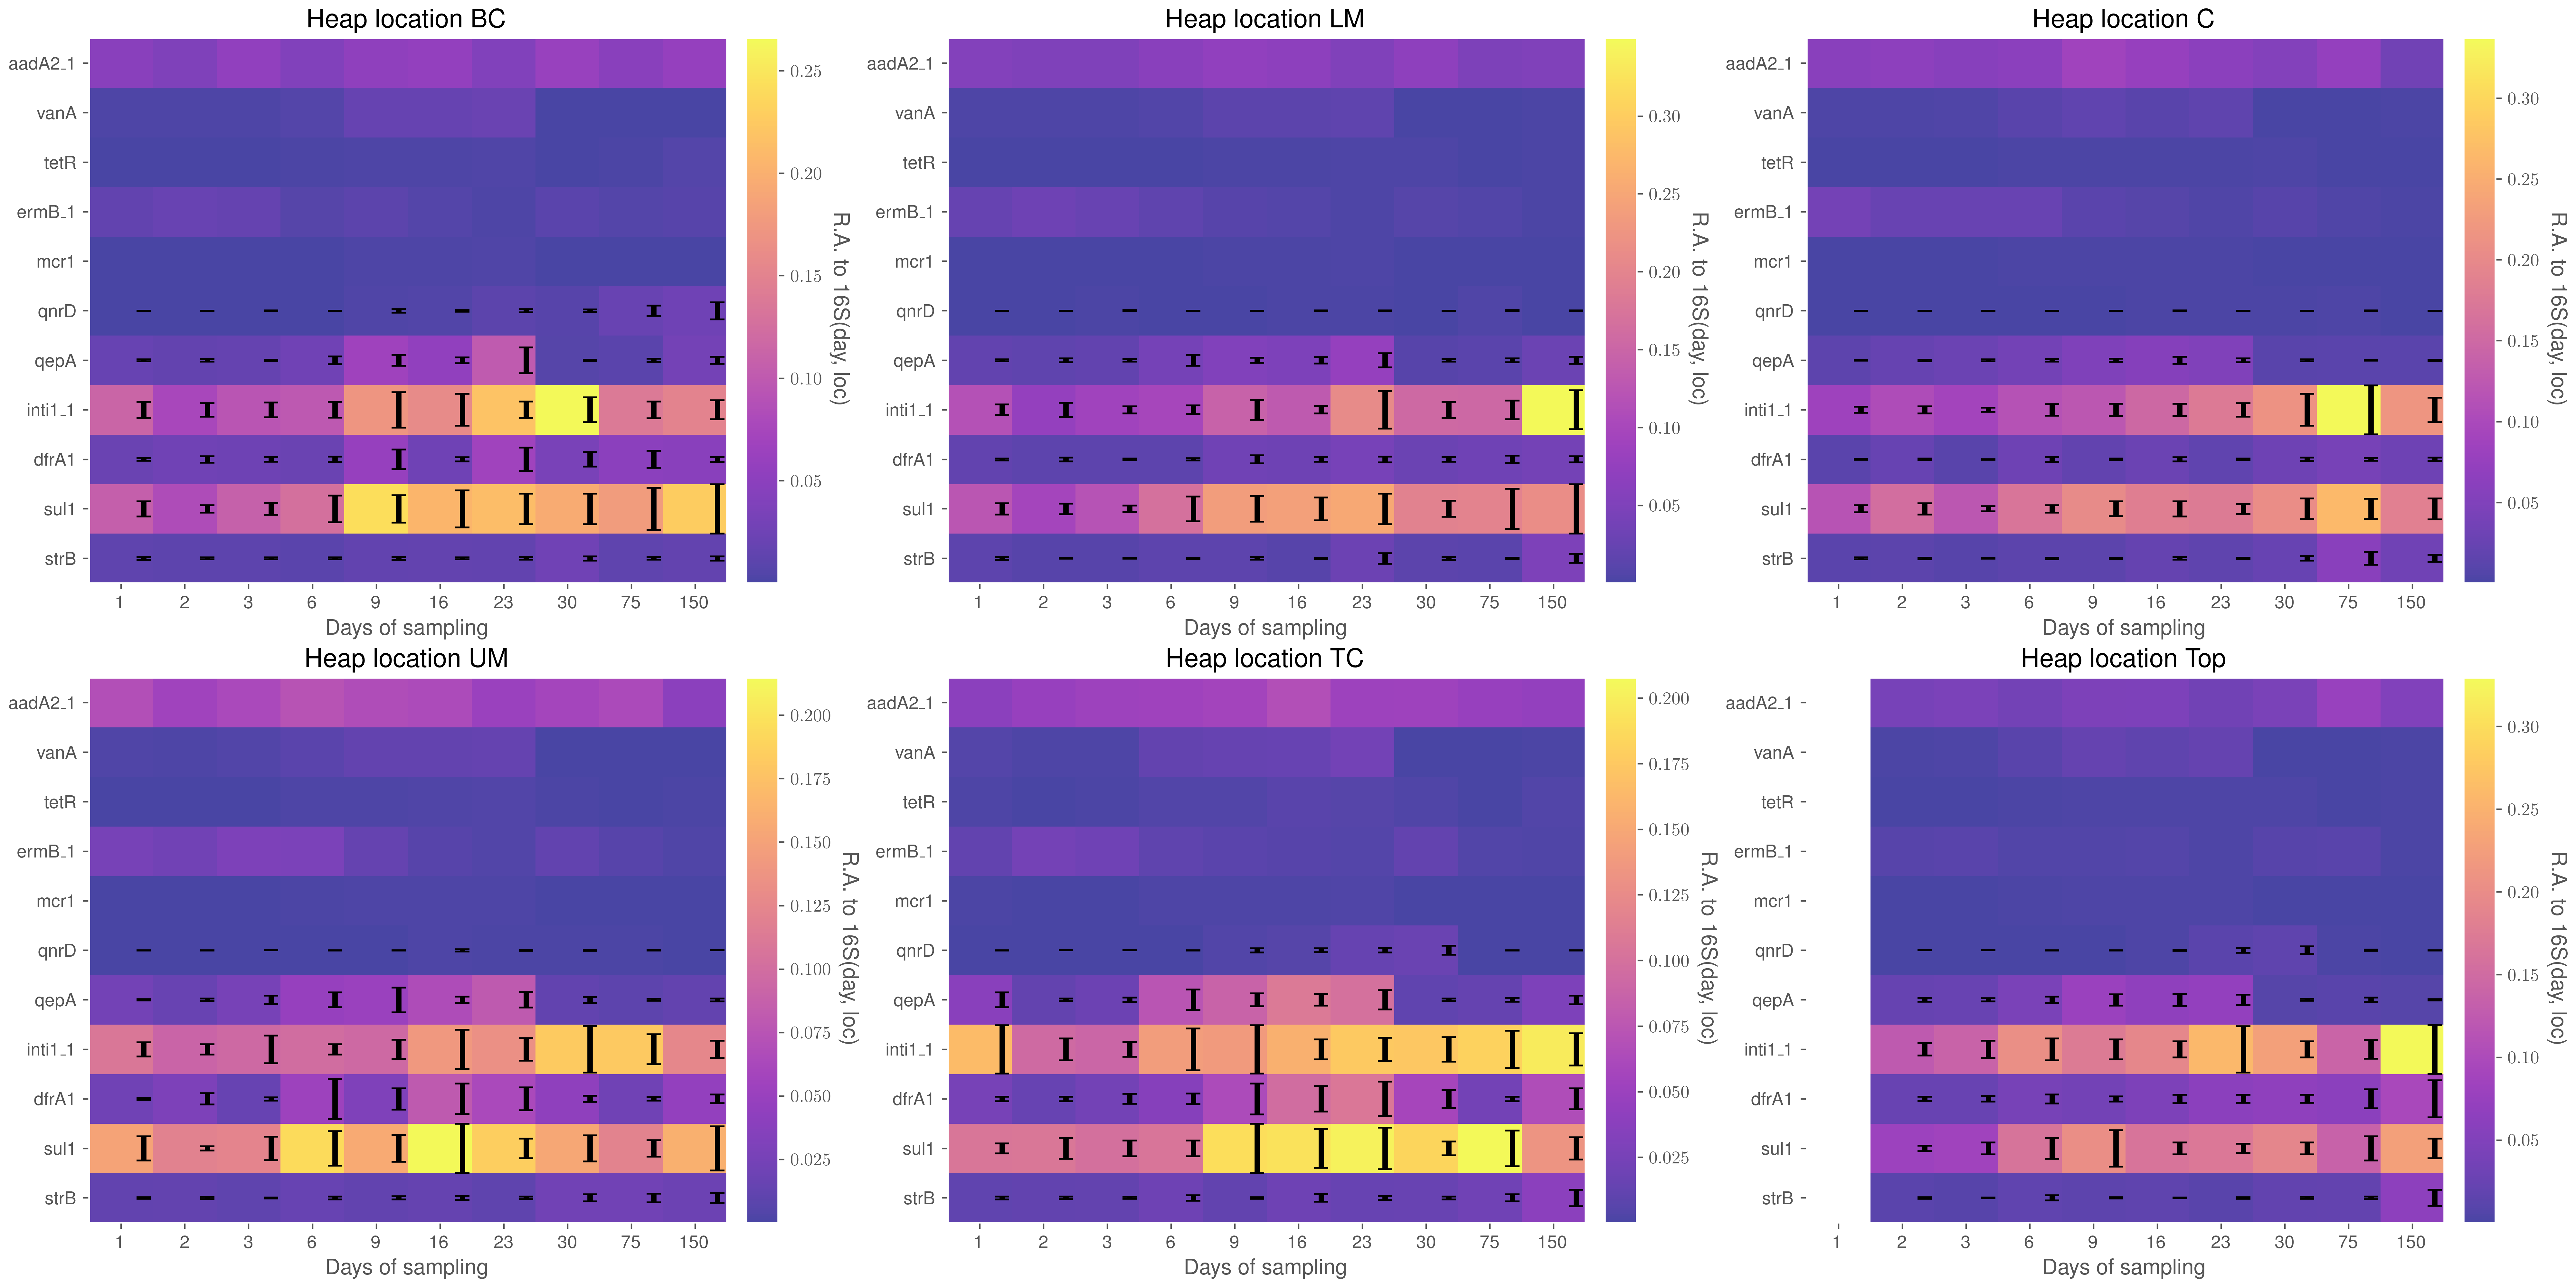 Heap location BC
aadA2_1
vanA
tetR
ermB_1
mcr1
qnrD
qepA
inti1_1
dfrA1
sul1
strB
1 2 3 6 9 16 23 30 75 150
Days of sampling
0.25
0.20
0.15
0.10
0.05
R.A. to 16S(day, loc)
Heap location LM
aadA2_1
vanA
tetR
ermB_1
mcr1
qnrD
qepA
inti1_1
dfrA1
sul1
strB
1 2 3 6 9 16 23 30 75 150
Days of sampling
0.30
0.25
0.20
0.15
0.10
0.05
R.A. to 16S(day, loc)
Heap location C
aadA2_1
vanA
tetR
ermB_1
mcr1
qnrD
qepA
inti1_1
dfrA1
sul1
strB
1 2 3 6 9 16 23 30 75 150
Days of sampling
0.30
0.25
0.20
0.15
0.10
0.05
R.A. to 16S(day, loc)
Heap location UM
aadA2_1
vanA
tetR
ermB_1
mcr1
qnrD
qepA
inti1_1
dfrA1
sul1
strB
1 2 3 6 9 16 23 30 75 150
Days of sampling
0.200
0.175
0.150
0.125
0.100
0.075
0.050
0.025
R.A. to 16S(day, loc)
Heap location TC
aadA2_1
vanA
tetR
ermB_1
mcr1
qnrD
qepA
inti1_1
dfrA1
sul1
strB
1 2 3 6 9 16 23 30 75 150
Days of sampling
0.200
0.175
0.150
0.125
0.100
0.075
0.050
0.025
R.A. to 16S(day, loc)
Heap location Top
aadA2_1
vanA
tetR
ermB_1
mcr1
qnrD
qepA
inti1_1
dfrA1
sul1
strB
1 2 3 6 9 16 23 30 75 150
Days of sampling
0.30
0.25
0.20
0.15
0.10
0.05
R.A. to 16S(day, loc)